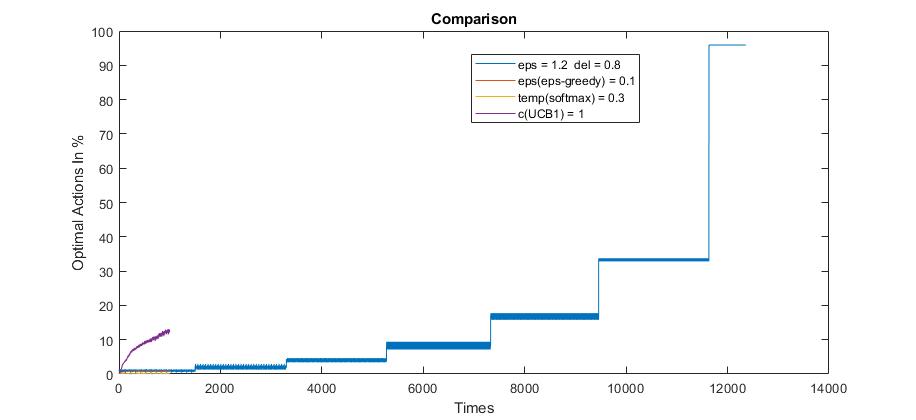 Comparison
Optimal Actions In %
100
90
80
70
60
50
40
30
20
10
0
eps = 1.2  del = 0.8
eps(eps-greedy) = 0.1
temp(softmax) = 0.3
c(UCB1) = 1
0 2000 4000 6000 8000 10000 12000 14000
Times